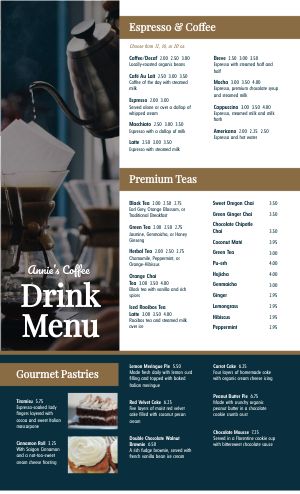 Espresso & Coffee
Choose from 12, 16, or 20 oz.
Coffee/Decaf 2.00 2.50 3.00
Locally-roasted organic beans
Café Au Lait 2.50 3.00 3.50
Coffee of the day with steamed
milk
Espresso 2.00 3.00
Served alone or over a dollop of
whipped cream
Macchiato 2.50 3.00 3.50
Espresso with a dollop of milk
Latte 2.50 3.00 3.50
Espresso with steamed milk
Breve 1.50 3.00 3.50
Espresso with steamed half and
half
Mocha 3.00 3.50 4.00
Espresso, premium chocolate syrup
and steamed milk
Cappuccino 3.00 3.50 4.00
Espresso, steamed milk and milk
foam
Americano 2.00 2.25 2.50
Espresso and hot water
Premium Teas
Black Tea 2.00 2.50 2.75
Earl Grey, Orange Blossom, or
Traditional Breakfast
Green Tea 2.00 2.50 2.75
Jasmine, Genmaicha, or Honey
Ginseng
Herbal Tea 2.00 2.50 2.75
Chamomile, Peppermint, or
Orange-Hibiscus
Orange Chai
Tea 3.00 3.50 4.00
Black tea with vanilla and rich
spices
Iced Rooibos Tea
Latte 3.00 3.50 4.00
Rooibos tea and steamed milk
over ice
Sweet Oregon Chai 3.50
Green Ginger Chai 3.50
Chocolate Chipotle
Chai 3.50
Coconut Maté 3.95
Green Tea 3.00
Pu-erh 4.00
Hojicha 4.00
Genmaicha 3.00
Ginger 2.95
Lemongrass 2.95
Hibiscus 2.95
Peppermint 2.95
Annie's Coffee
Drink
Menu
Gourmet Pastries
Tiramisu 5.75
Espresso-soaked lady
fingers layered with
cocoa and sweet Italian
mascarpone
Cinnamon Roll 3.25
With Saigon Cinnamon
and a not-too-sweet
cream cheese frosting
Lemon Meringue Pie 5.50
Made fresh daily with lemon curd
filling and topped with baked
Italian meringue
Red Velvet Cake 6.25
Five layers of moist red velvet
cake filled with coconut pecan
cream
Double Chocolate Walnut
Brownie 6.50
A rich fudge brownie, served with
french vanilla bean ice cream
Carrot Cake 6.25
Four layers of homemade cake
with organic cream cheese icing
Peanut Butter Pie 6.75
Made with crunchy organic
peanut butter in a chocolate
cookie crumb crust
Chocolate Mousse 7.25
Served in a Florentine cookie cup
with bittersweet chocolate sauce